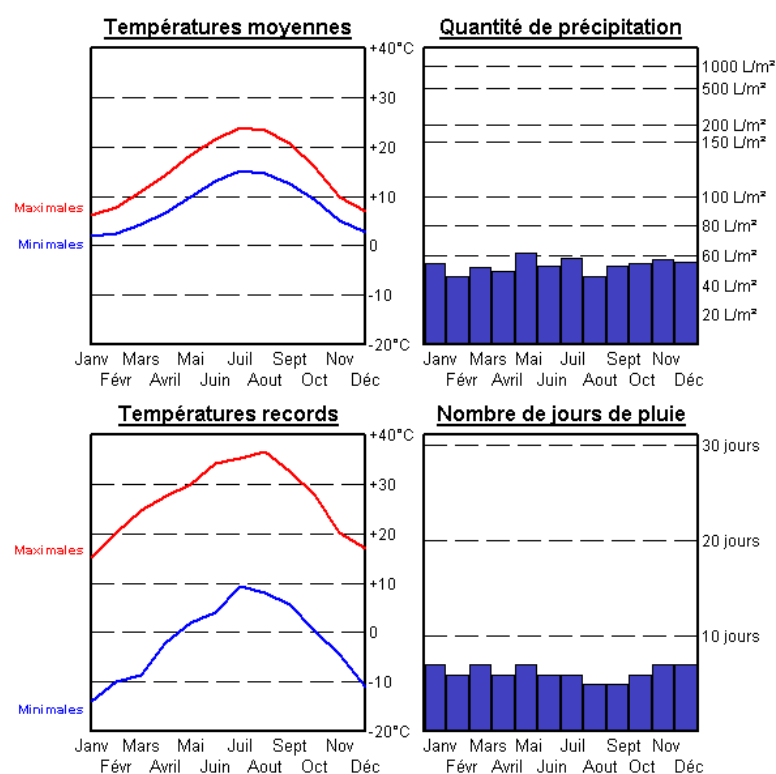 Températures moyennes
+40°C
+30
+20
+10
0
-10
-20°C
Maximales
Minimales
Janv Mars Mai Juil Sept Nov
Févr Avril Juin Aout Oct Déc
Quantité de précipitation
1000 L/m²
500 L/m²
200 L/m²
150 L/m²
100 L/m²
80 L/m²
60 L/m²
40 L/m²
20 L/m²
Janv Mars Mai Juil Sept Nov
Févr Avril Juin Aout Oct Déc
Températures records
+40°C
+30
+20
+10
0
-10
-20°C
Maximales
Minimales
Janv Mars Mai Juil Sept Nov
Févr Avril Juin Aout Oct Déc
Nombre de jours de pluie
30 jours
20 jours
10 jours
Janv Mars Mai Juil Sept Nov
Févr Avril Juin Aout Oct Déc